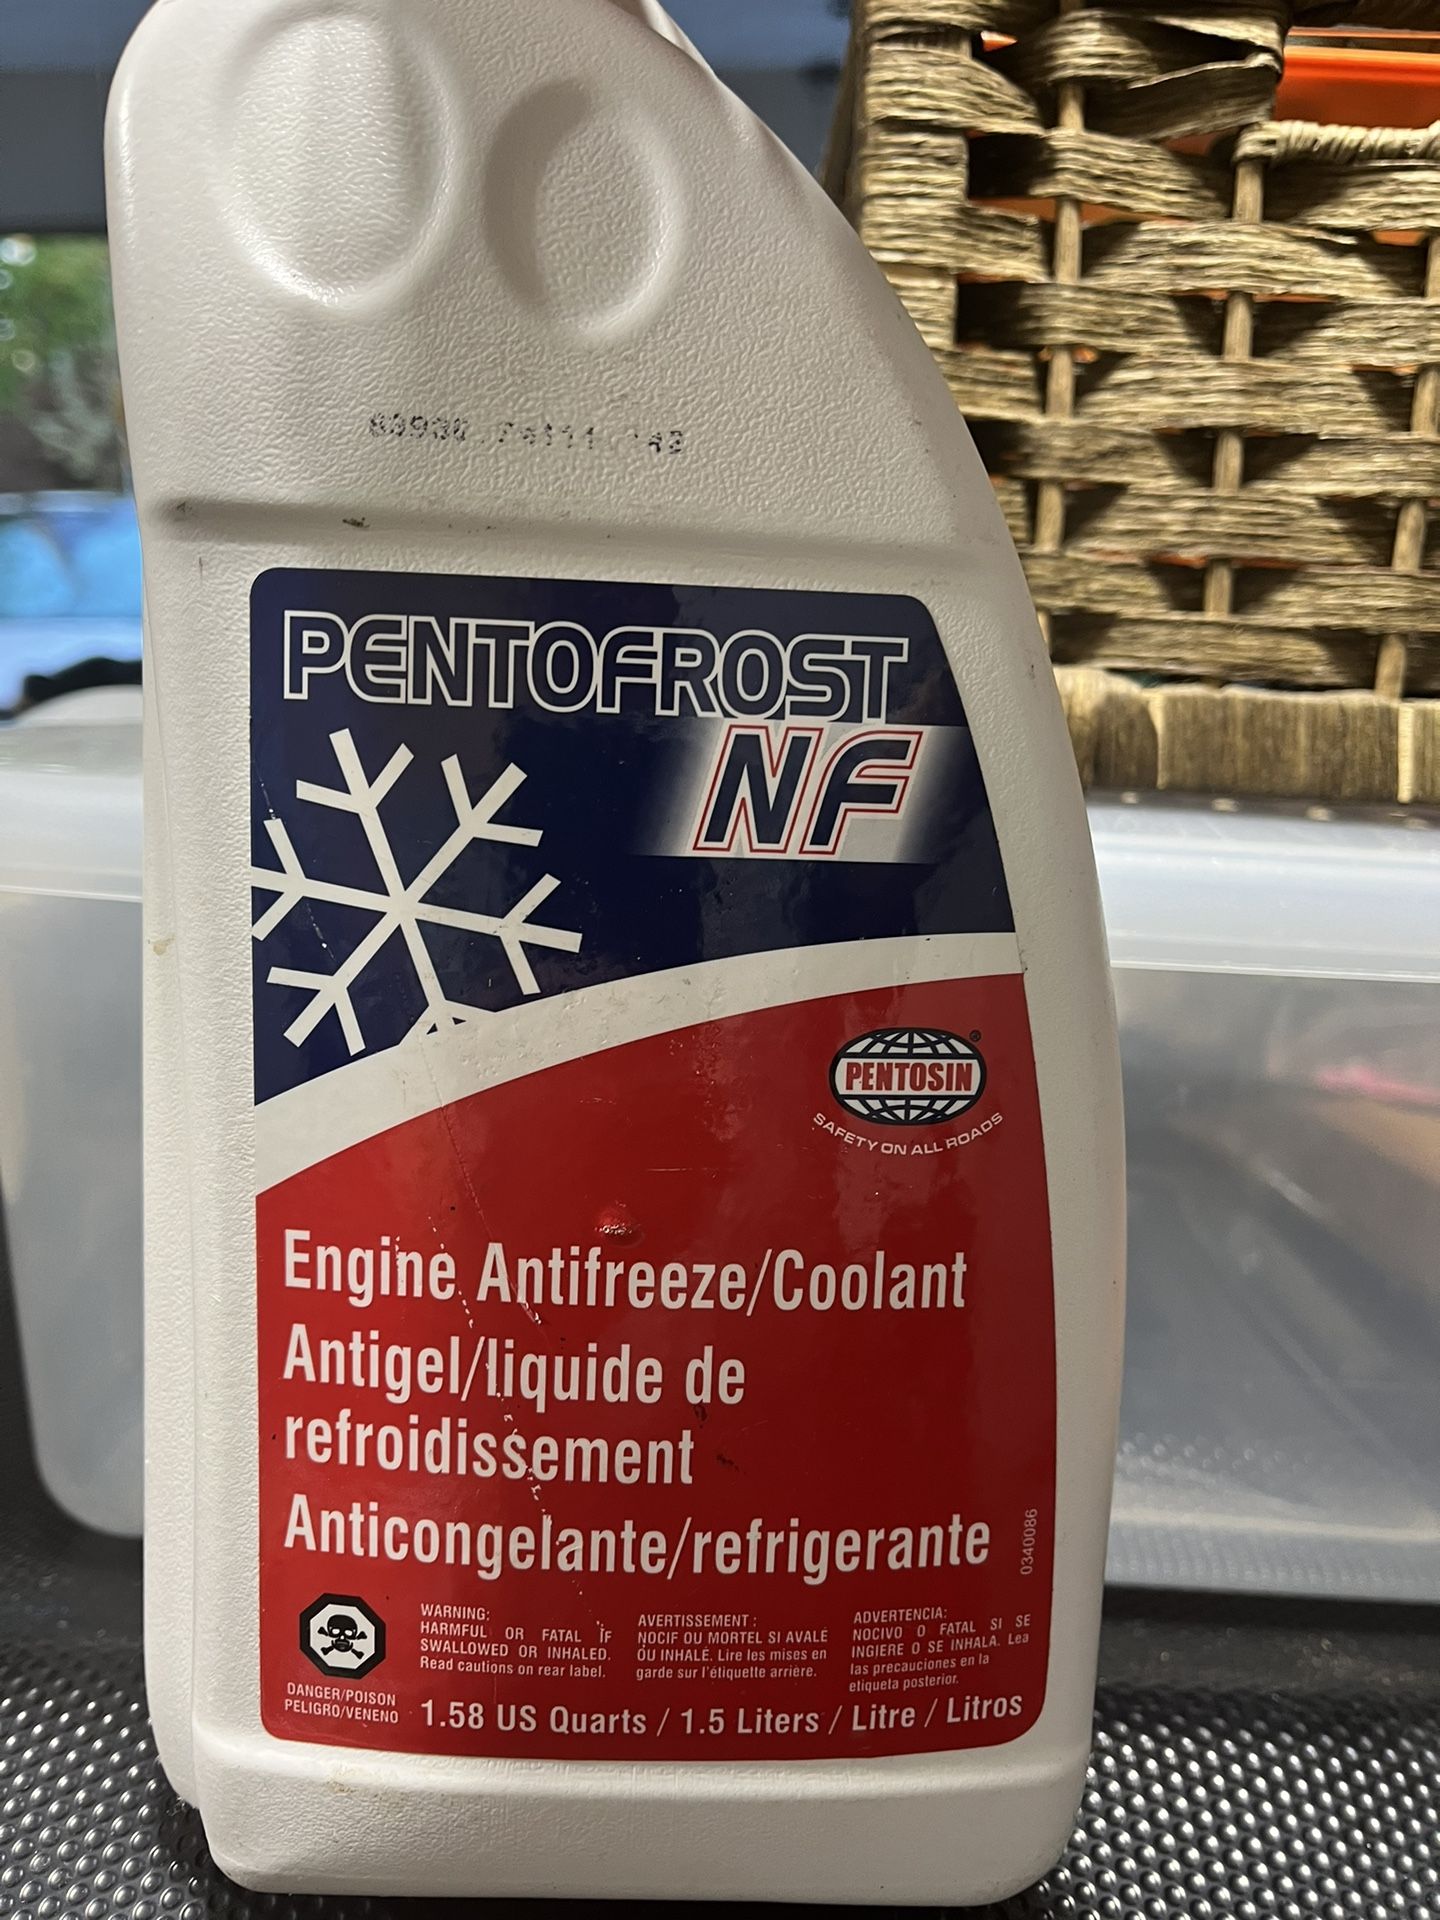 PENTOFROST
NF
PENTOSIN
®
SAFETY ON ALL ROADS
Engine Antifreeze/Coolant
Antigel/liquide de
refroidissement
Anticongelante/refrigerante
0340086
DANGER/POISON
PELIGRO/VENENO
WARNING:
HARMFUL OR FATAL IF
SWALLOWED OR INHALED.
Read cautions on rear label.
AVERTISSEMENT :
NOCIF OU MORTEL SI AVALÉ
OU INHALÉ. Lire les mises en
garde sur l'étiquette arrière.
ADVERTENCIA:
NOCIVO O FATAL SI SE
INGIERE O SE INHALA. Lea
las precauciones en la
etiqueta posterior.
1.58 US Quarts / 1.5 Liters / Litre / Litros